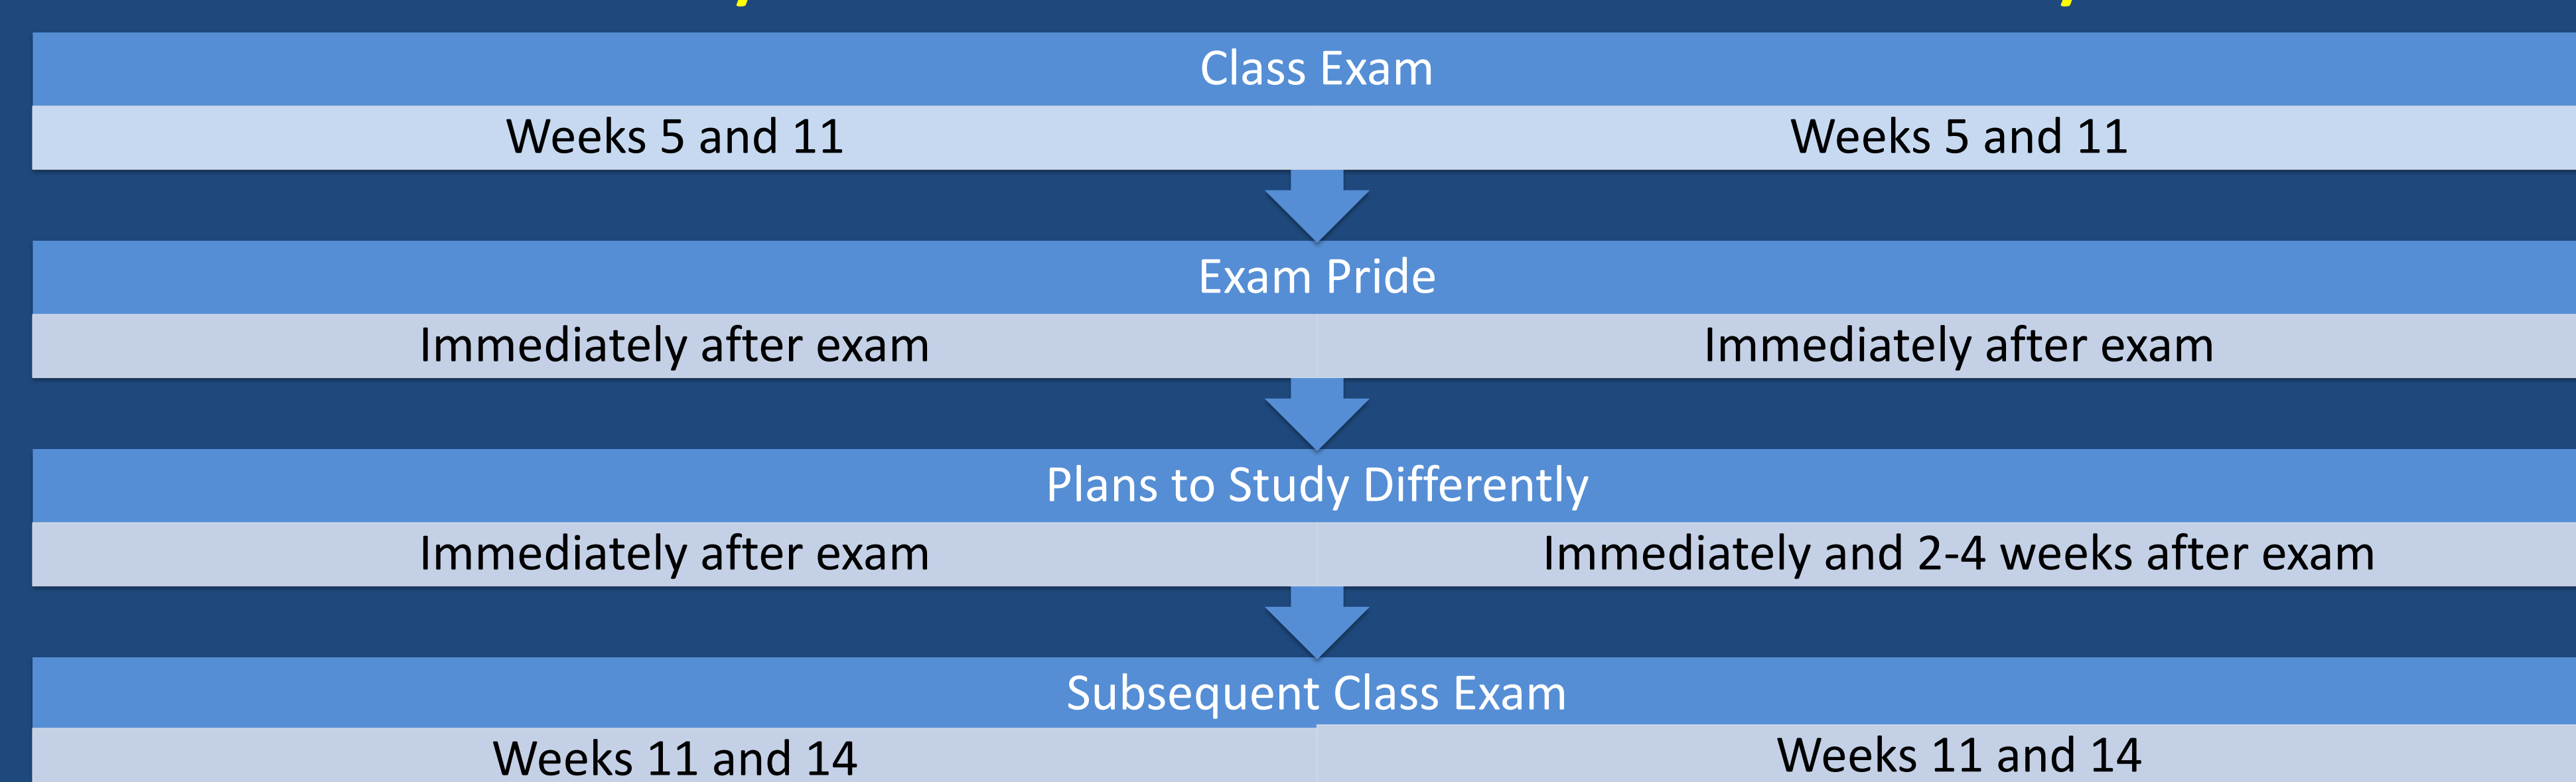 Class Exam
Weeks 5 and 11 Weeks 5 and 11
Exam Pride
Immediately after exam Immediately after exam
Plans to Study Differently
Immediately after exam Immediately and 2-4 weeks after exam
Subsequent Class Exam
Weeks 11 and 14 Weeks 11 and 14